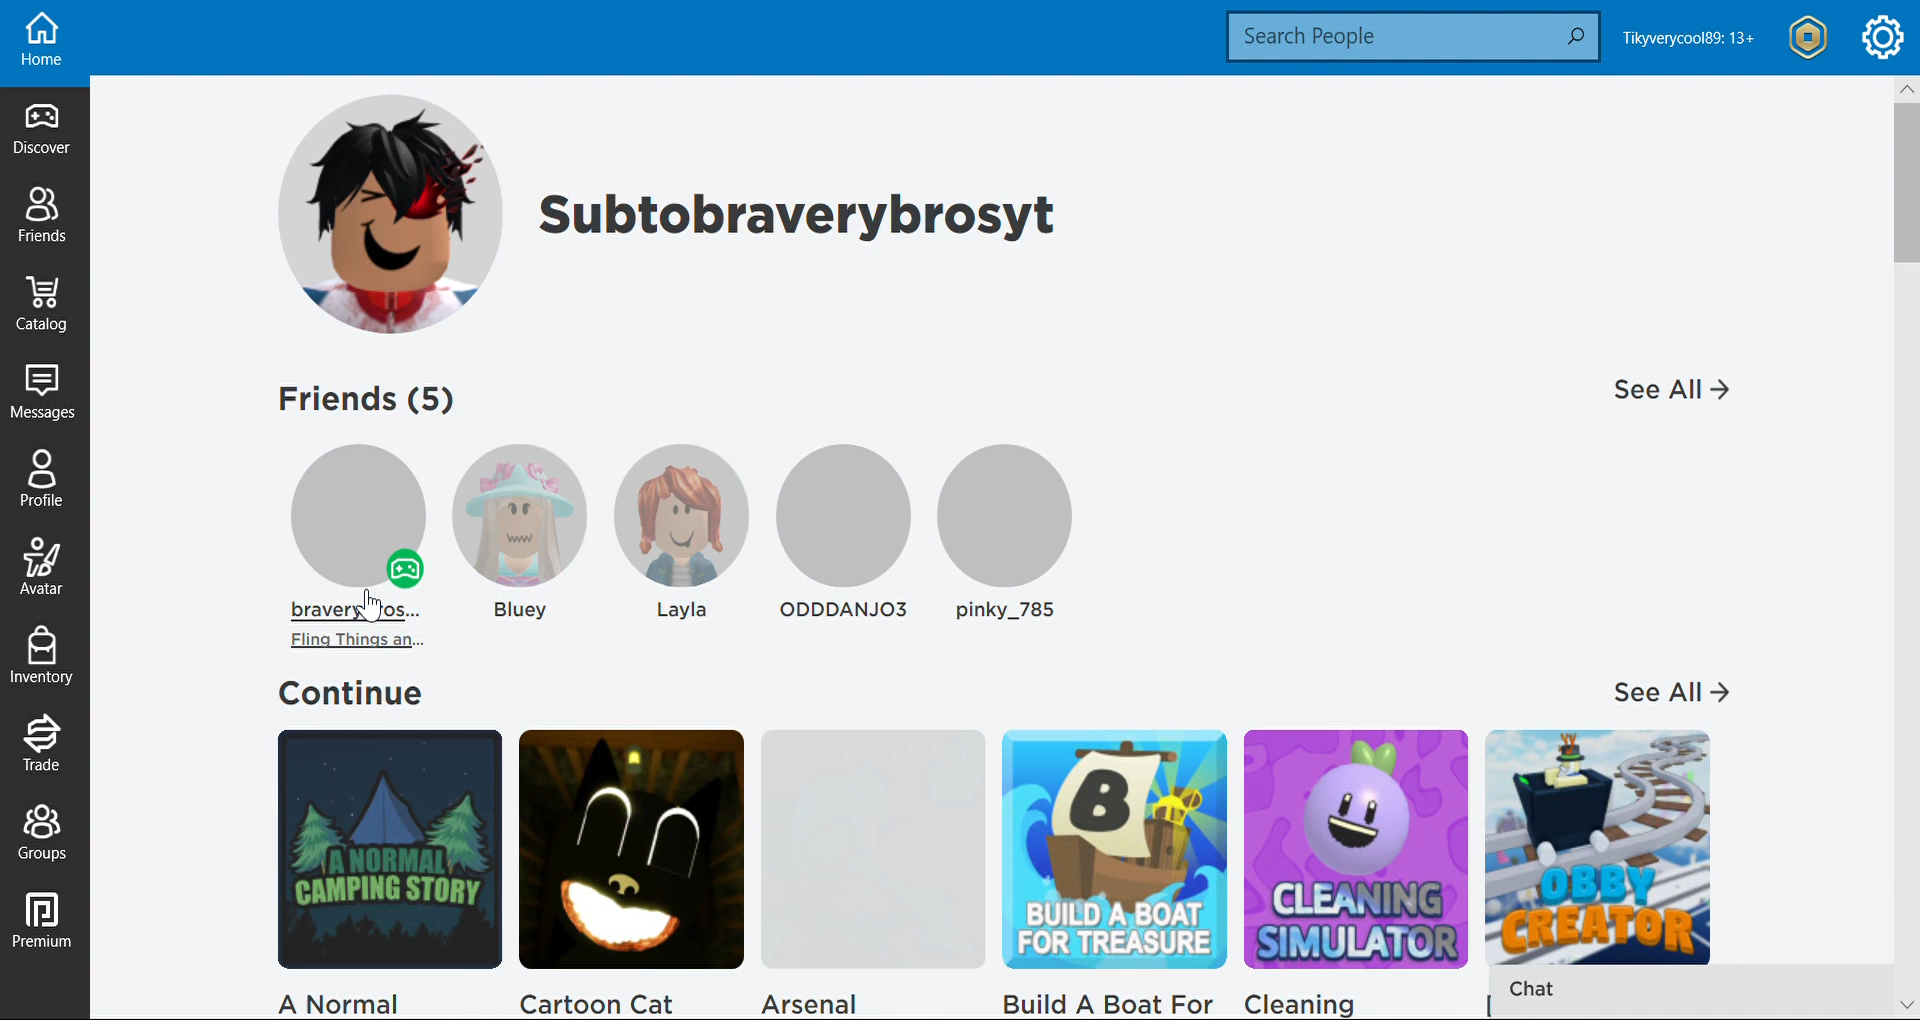 Home
Search People
Tikyverycool89: 13+
Discover
Friends
Catalog
Messages
Profile
Avatar
Inventory
Trade
Groups
Premium
Subtobraverybrosyt
Friends (5)
See All
Bluey
Layla
ODDDANJO3
pinky_785
Fling Things an...
Continue
See All
A NORMAL
CAMPING STORY
B
BUILD A BOAT
FOR TREASURE
CLEANING
SIMULATOR
OBBY
CREATOR
A Normal
Cartoon Cat
Arsenal
Build A Boat For
Cleaning
Chat